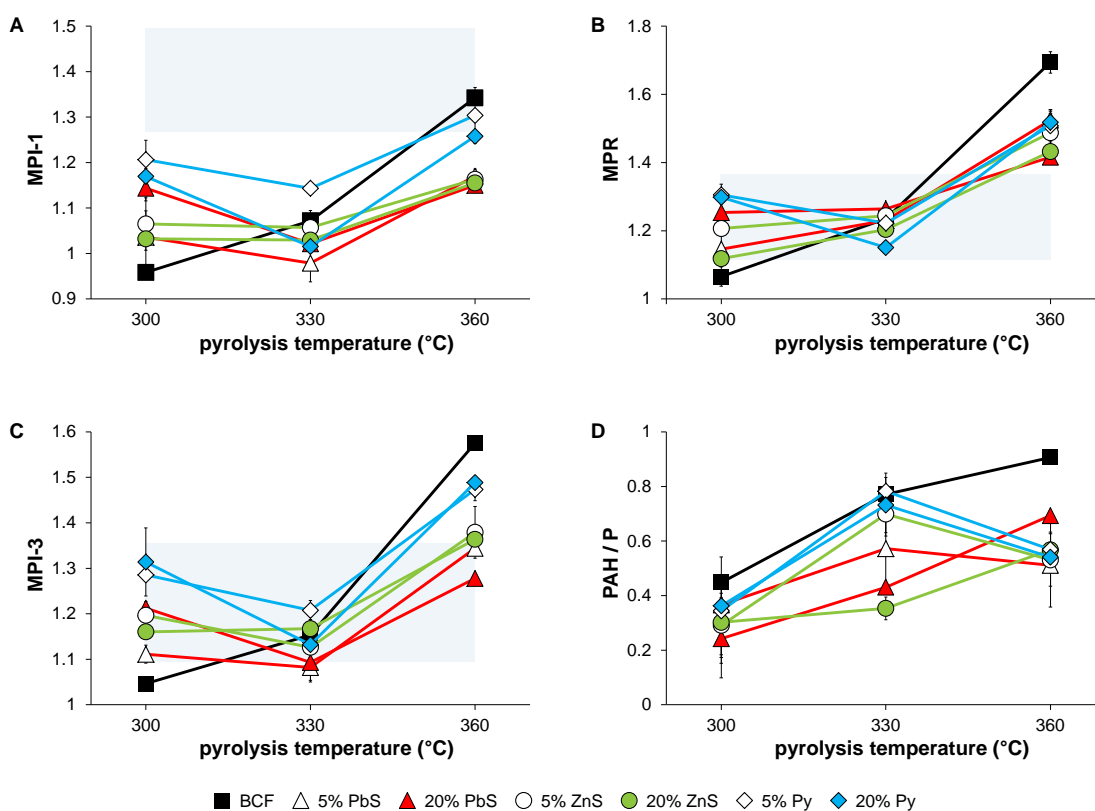 A
1.5
1.4
1.3
1.2
1.1
1
0.9
MPI-1
300 330 360
pyrolysis temperature (°C)
B
1.8
1.6
1.4
1.2
1
MPR
300 330 360
pyrolysis temperature (°C)
C
1.6
1.5
1.4
1.3
1.2
1.1
1
MPI-3
300 330 360
pyrolysis temperature (°C)
D
1
0.8
0.6
0.4
0.2
0
PAH / P
300 330 360
pyrolysis temperature (°C)
BCF 5% PbS 20% PbS 5% ZnS 20% ZnS 5% Py 20% Py